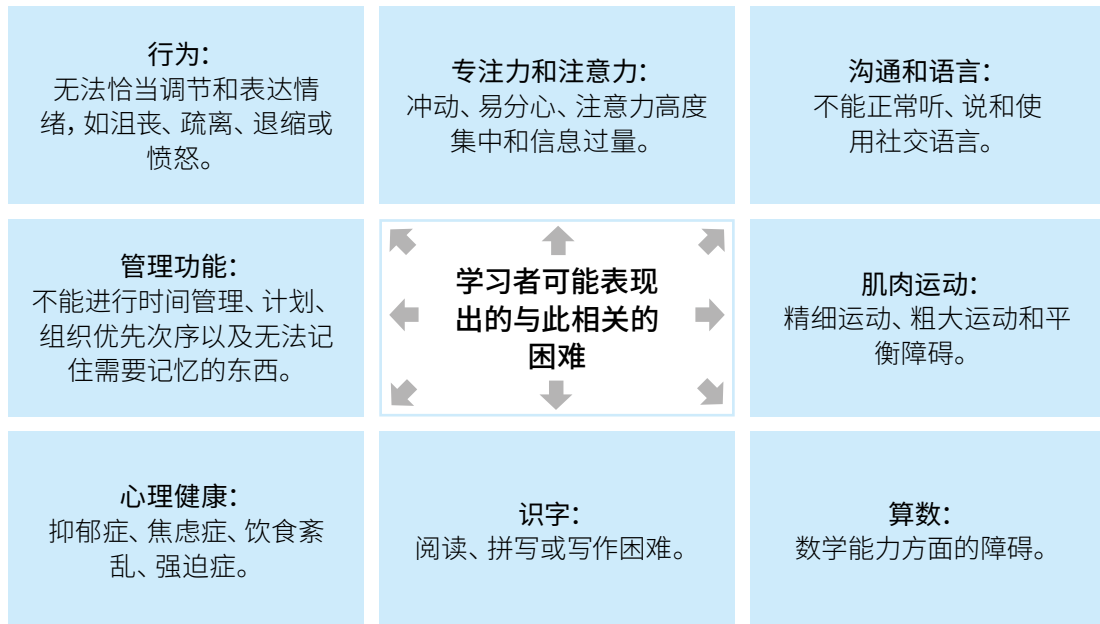 行为：
无法恰当调节和表达情
绪，如沮丧、疏离、退缩或
愤怒。
专注力和注意力：
冲动、易分心、注意力高度
集中和信息过量。
沟通和语言：
不能正常听、说和使
用社交语言。
管理功能：
不能进行时间管理、计划、
组织优先次序以及无法记
住需要记忆的东西。
学习者可能表现
出的与此相关的
困难
肌肉运动：
精细运动、粗大运动和平
衡障碍。
心理健康：
抑郁症、焦虑症、饮食紊
乱、强迫症。
识字：
阅读、拼写或写作困难。
算数：
数学能力方面的障碍。